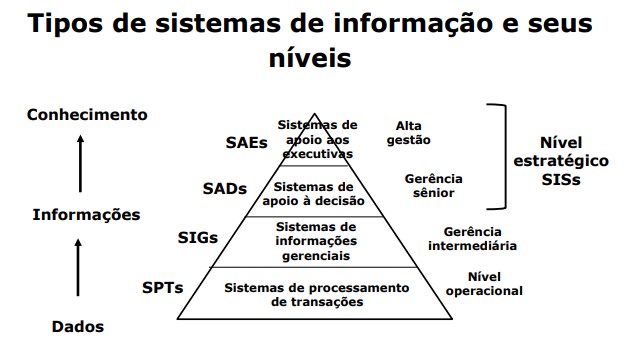 Tipos de sistemas de informação e seus
níveis
Conhecimento
Informações
Dados
SAEs
Sistemas de
apoio aos
executivas
Alta
gestão
SADs
Sistemas de
apoio à decisão
Gerência
sênior
Nível
estratégico
SISs
SIGs
Sistemas de
informações
gerenciais
Gerência
intermediária
SPTs
Sistemas de processamento
de transações
Nível
operacional